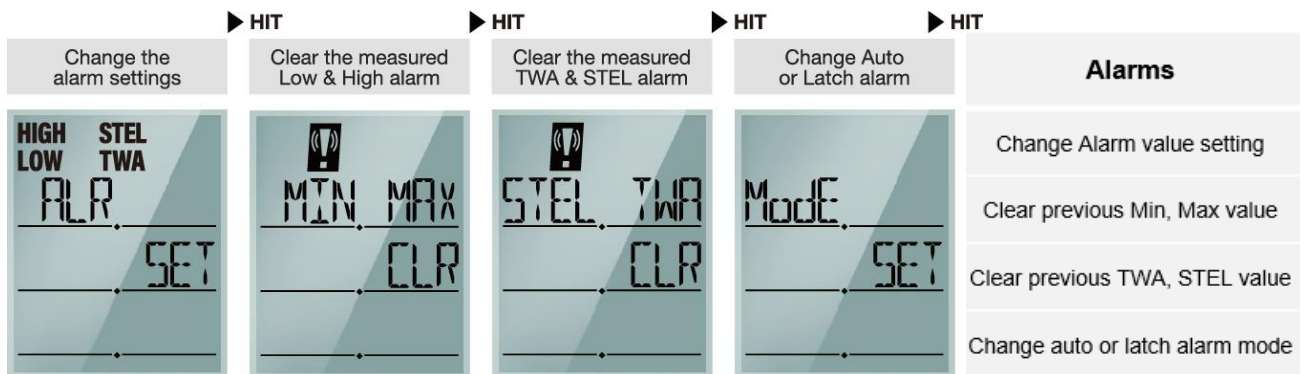 ▶ HIT ▶ HIT ▶ HIT ▶ HIT
Change the
alarm settings
Clear the measured
Low & High alarm
Clear the measured
TWA & STEL alarm
Change Auto
or Latch alarm
HIGH STEL
LOW TWA
ALR
SET
MIN MAX
CLR
STEL TWA
CLR
ModE
SET
Alarms
Change Alarm value setting
Clear previous Min, Max value
Clear previous TWA, STEL value
Change auto or latch alarm mode